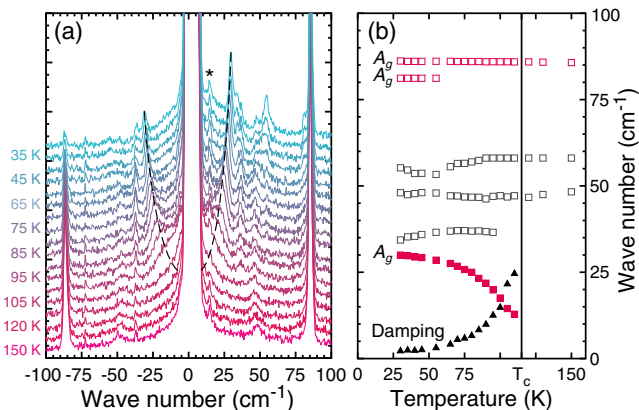 (a)
*
35 K
45 K
65 K
75 K
85 K
95 K
105 K
120 K
150 K
-100 -75 -50 -25 0 25 50 75 100
Wave number (cm-1)
(b)
Ag
Ag
Ag
Damping
50 75 Tc 150
Temperature (K)
100
75
50
25
0
Wave number (cm-1)